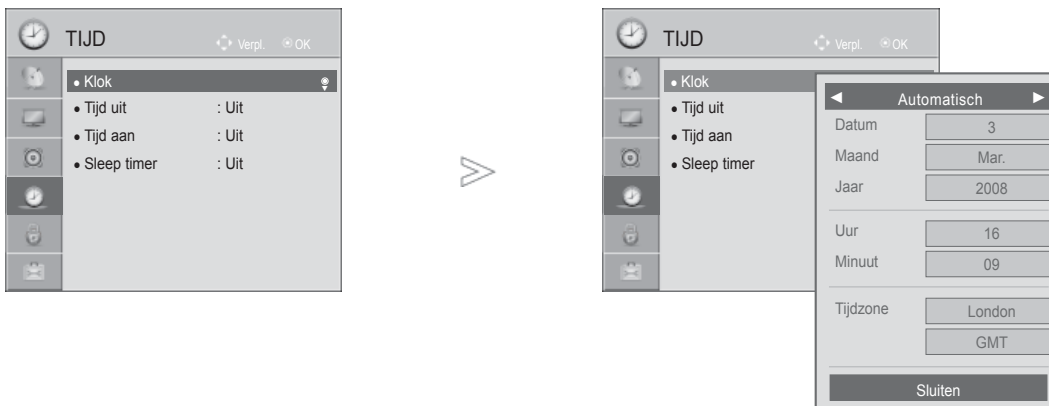 TIJD Verpl. OK
• Klok
• Tijd uit : Uit
• Tijd aan : Uit
• Sleep timer : Uit
TIJD Verpl. OK
• Klok
• Tijd uit
• Tijd aan
• Sleep timer
◄ Automatisch ►
Datum 3
Maand Mar.
Jaar 2008
Uur 16
Minuut 09
Tijdzone London
GMT
Sluiten